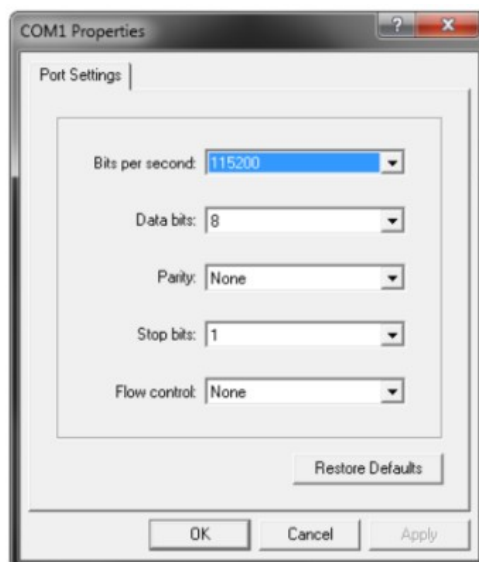 COM1 Properties
Port Settings
Bits per second: 115200
Data bits: 8
Parity: None
Stop bits: 1
Flow control: None
Restore Defaults
OK Cancel Apply